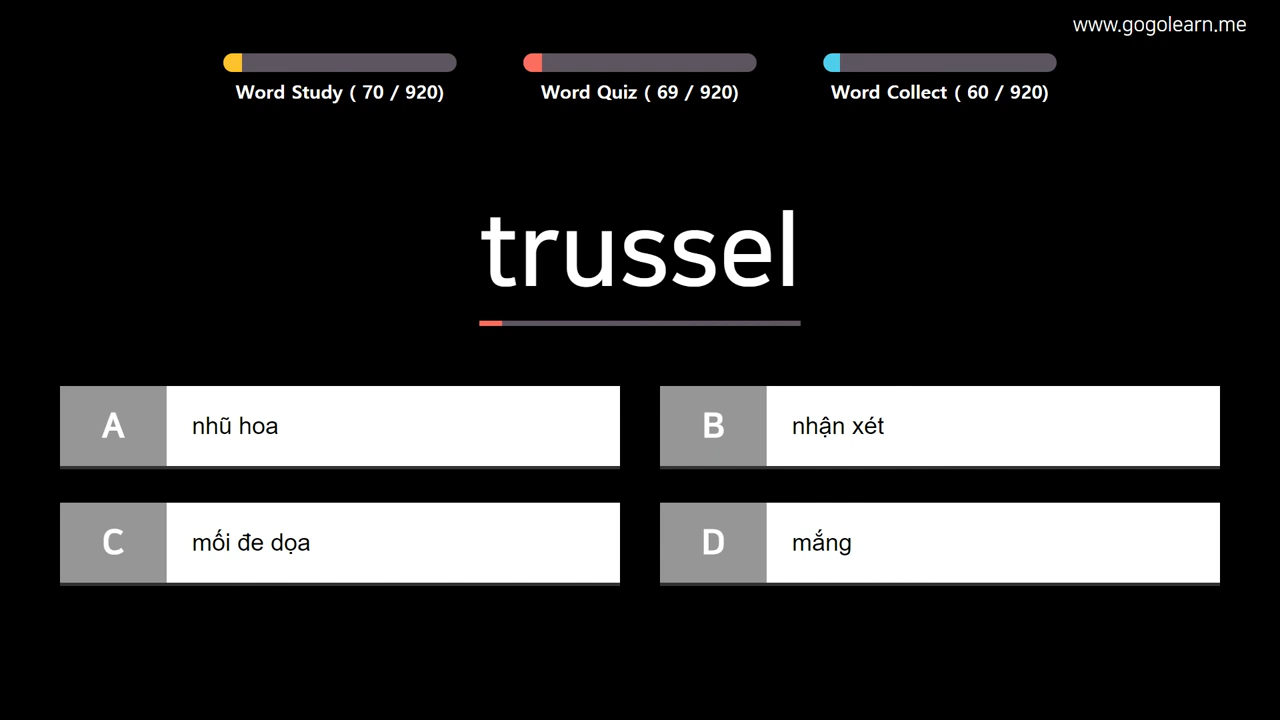 www.gogolearn.me
Word Study ( 70 / 920)
Word Quiz ( 69 / 920)
Word Collect ( 60 / 920)
trussel
A nhũ hoa
B nhận xét
C mối đe dọa
D mắng